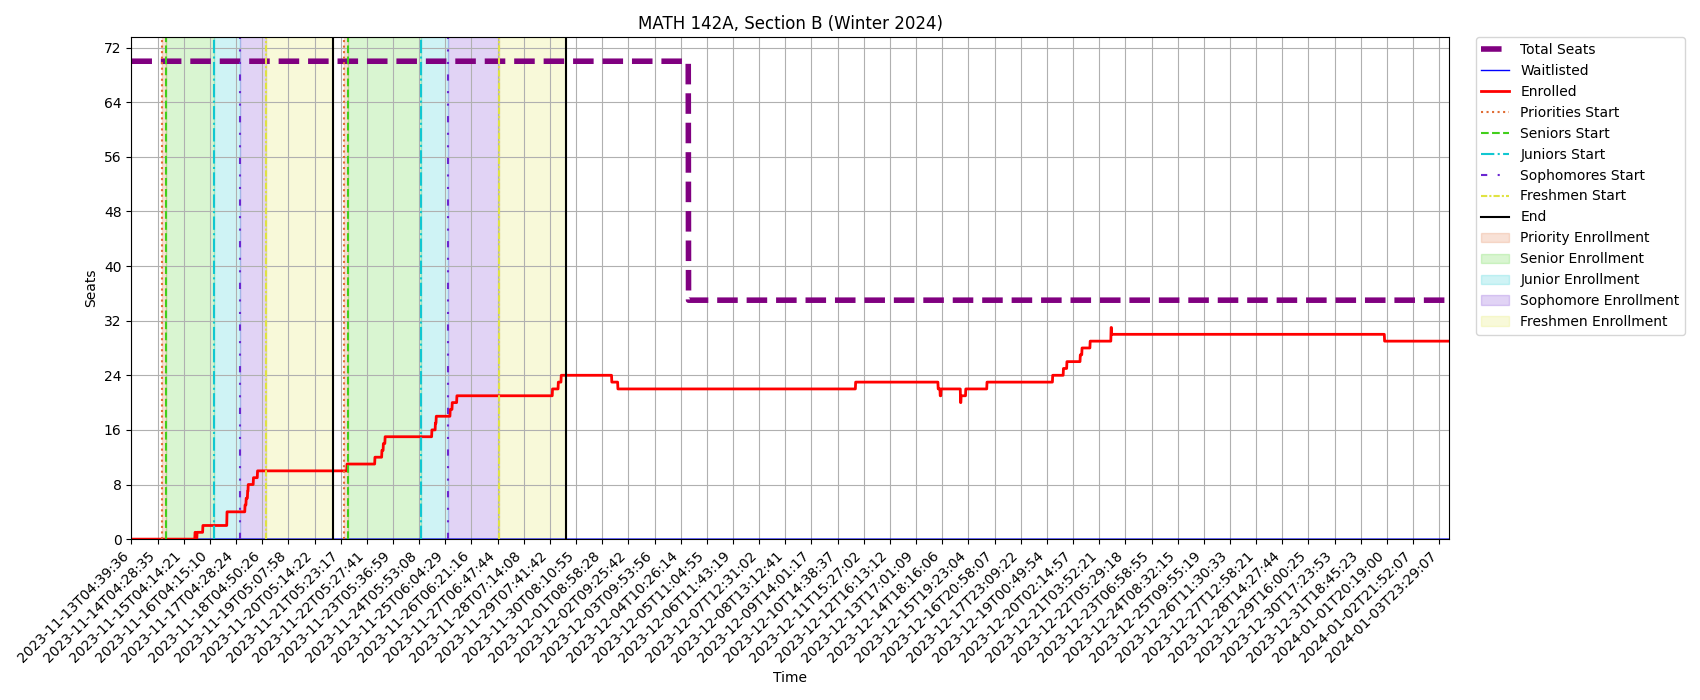 MATH 142A, Section B (Winter 2024)
72
64
56
48
40
32
24
16
8
0
Seats
2023-11-13T04:39:36
2023-11-14T04:28:35
2023-11-15T04:14:21
2023-11-16T04:15:10
2023-11-17T04:28:24
2023-11-18T04:50:26
2023-11-19T05:07:58
2023-11-20T05:14:22
2023-11-21T05:23:17
2023-11-22T05:27:41
2023-11-23T05:36:59
2023-11-24T05:53:08
2023-11-25T06:04:29
2023-11-26T06:21:16
2023-11-27T06:47:44
2023-11-28T07:14:08
2023-11-29T07:41:42
2023-11-30T08:10:55
2023-12-01T08:58:28
2023-12-02T09:25:42
2023-12-03T09:53:56
2023-12-04T10:26:14
2023-12-05T11:04:55
2023-12-06T11:43:19
2023-12-07T12:31:02
2023-12-08T13:12:41
2023-12-09T14:01:17
2023-12-10T14:38:37
2023-12-11T15:27:02
2023-12-12T16:13:12
2023-12-13T17:01:09
2023-12-14T18:16:06
2023-12-15T19:23:04
2023-12-16T20:58:07
2023-12-17T23:09:22
2023-12-19T00:49:54
2023-12-20T02:14:57
2023-12-21T03:52:21
2023-12-22T05:29:18
2023-12-23T06:58:55
2023-12-24T08:32:15
2023-12-25T09:55:19
2023-12-26T11:30:33
2023-12-27T12:58:21
2023-12-28T14:27:44
2023-12-29T16:00:25
2023-12-30T17:23:53
2023-12-31T18:45:23
2024-01-01T20:19:00
2024-01-02T21:52:07
2024-01-03T23:29:07
Time
Total Seats
Waitlisted
Enrolled
Priorities Start
Seniors Start
Juniors Start
Sophomores Start
Freshmen Start
End
Priority Enrollment
Senior Enrollment
Junior Enrollment
Sophomore Enrollment
Freshmen Enrollment